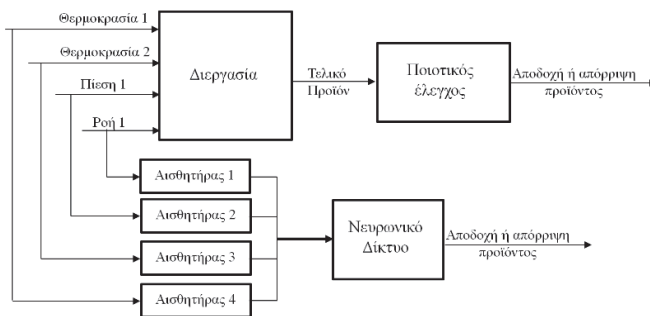 Θερμοκρασία 1
Θερμοκρασία 2
Πίεση 1
Ροή 1
Διεργασία
Τελικό
Προϊόν
Ποιοτικός
έλεγχος
Αποδοχή ή απόρριψη
προϊόντος
Αισθητήρας 1
Αισθητήρας 2
Αισθητήρας 3
Αισθητήρας 4
Νευρωνικό
Δίκτυο
Αποδοχή ή απόρριψη
προϊόντος